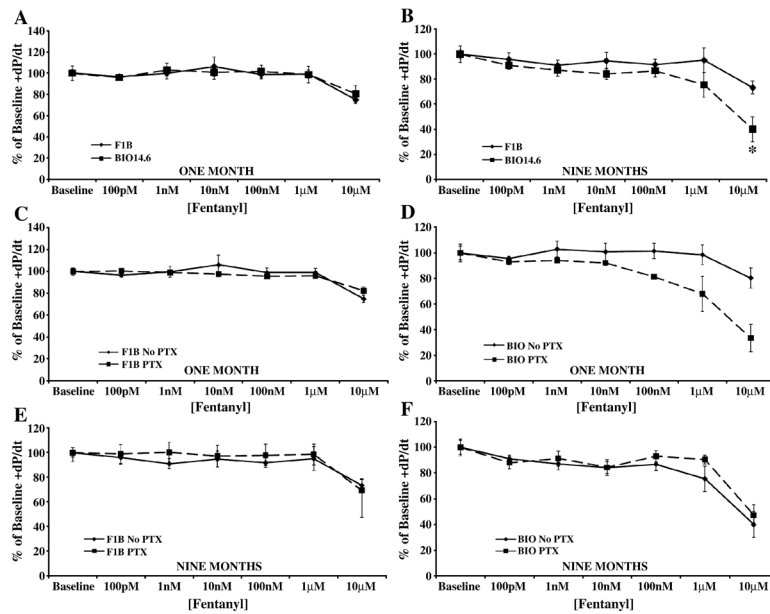 A
% of Baseline +dP/dt
140
120
100
80
60
40
20
0
F1B
BIO14.6
ONE MONTH
Baseline 100pM 1nM 10nM 100nM 1µM 10µM
[Fentanyl]
B
% of Baseline +dP/dt
120
100
80
60
40
20
0
F1B
BIO14.6
*
NINE MONTHS
Baseline 100pM 1nM 10nM 100nM 1µM 10µM
[Fentanyl]
C
% of Baseline +dP/dt
140
120
100
80
60
40
20
0
F1B No PTX
F1B PTX
ONE MONTH
Baseline 100pM 1nM 10nM 100nM 1µM 10µM
[Fentanyl]
D
% of Baseline +dP/dt
120
100
80
60
40
20
0
BIO No PTX
BIO PTX
ONE MONTH
Baseline 100pM 1nM 10nM 100nM 1µM 10µM
[Fentanyl]
E
% of Baseline +dP/dt
120
100
80
60
40
20
0
F1B No PTX
F1B PTX
NINE MONTHS
Baseline 100pM 1nM 10nM 100nM 1µM 10µM
[Fentanyl]
F
% of Baseline +dP/dt
120
100
80
60
40
20
0
BIO No PTX
BIO PTX
NINE MONTHS
Baseline 100pM 1nM 10nM 100nM 1µM 10µM
[Fentanyl]